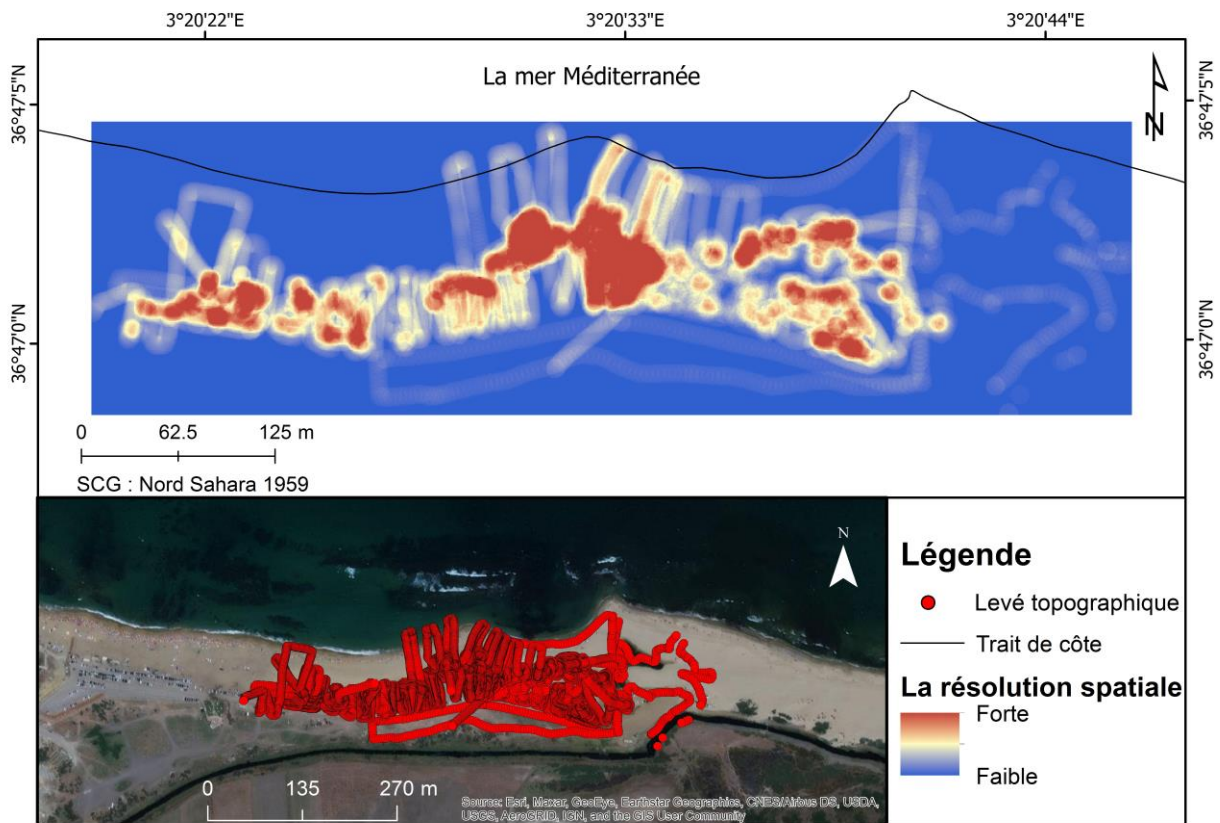 3°20'22"E 3°20'33"E 3°20'44"E
La mer Méditerranée
N
36°47'5"N 36°47'5"N
36°47'0"N 36°47'0"N
0 62.5 125 m
SCG : Nord Sahara 1959
N
0 135 270 m
Source: Esri, Maxar, GeoEye, Earthstar Geographics, CNES/Airbus DS, USDA,
USGS, AeroGRID, IGN, and the GIS User Community
Légende
Levé topographique
Trait de côte
La résolution spatiale
Forte
Faible